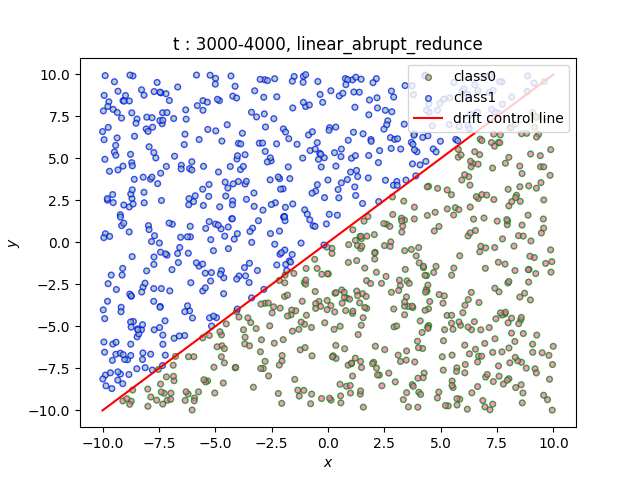 t : 3000-4000, linear_abrupt_redunce
class0
class1
drift control line
10.0
7.5
5.0
2.5
0.0
−2.5
−5.0
−7.5
−10.0
y
−10.0 −7.5 −5.0 −2.5 0.0 2.5 5.0 7.5 10.0
x